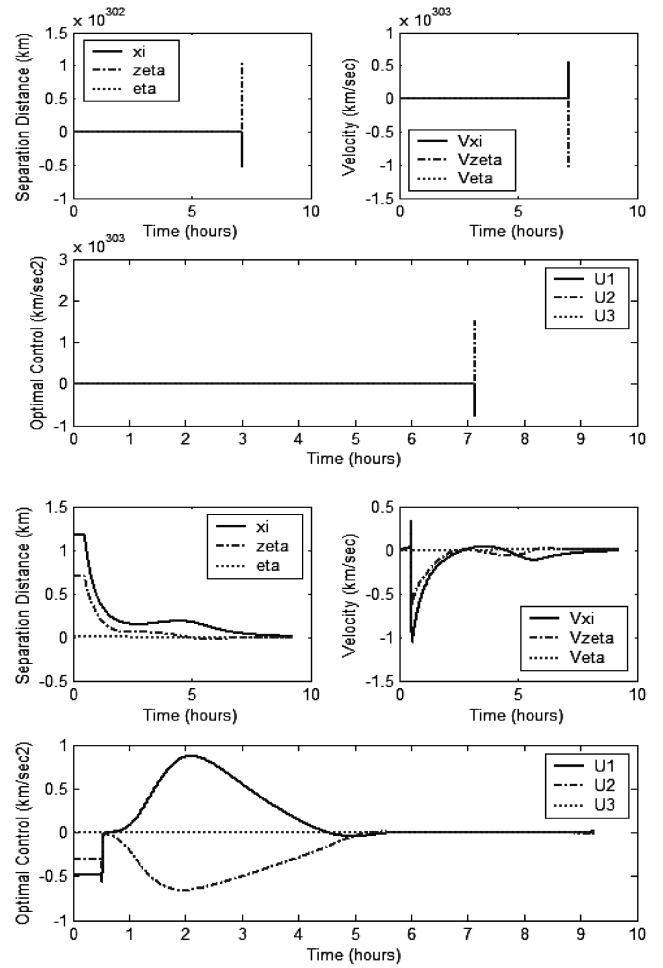 x 10^302
Separation Distance (km)
1.5
1
0.5
0
-0.5
-1
xi
zeta
eta
0
5
10
Time (hours)
x 10^303
Velocity (km/sec)
1
0.5
0
-0.5
-1
-1.5
Vxi
Vzeta
Veta
0
5
10
Time (hours)
x 10^303
Optimal Control (km/sec2)
3
2
1
0
-1
U1
U2
U3
0 1 2 3 4 5 6 7 8 9 10
Time (hours)
Separation Distance (km)
1.5
1
0.5
0
-0.5
xi
zeta
eta
0
5
10
Time (hours)
Velocity (km/sec)
0.5
0
-0.5
-1
-1.5
Vxi
Vzeta
Veta
0
5
10
Time (hours)
Optimal Control (km/sec2)
1
0.5
0
-0.5
-1
U1
U2
U3
0 1 2 3 4 5 6 7 8 9 10
Time (hours)